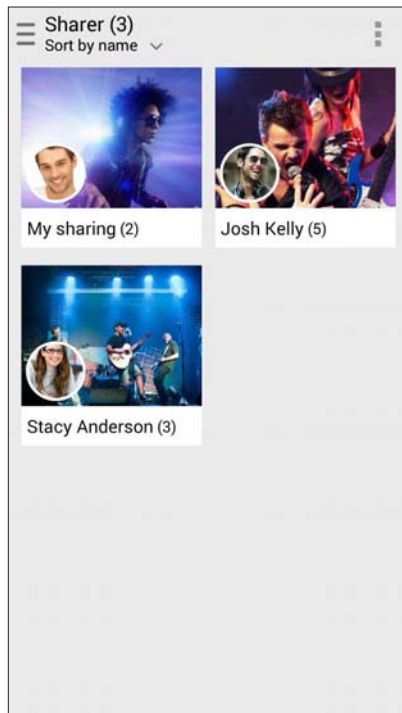 Sharer (3)
Sort by name
My sharing (2)
Josh Kelly (5)
Stacy Anderson (3)